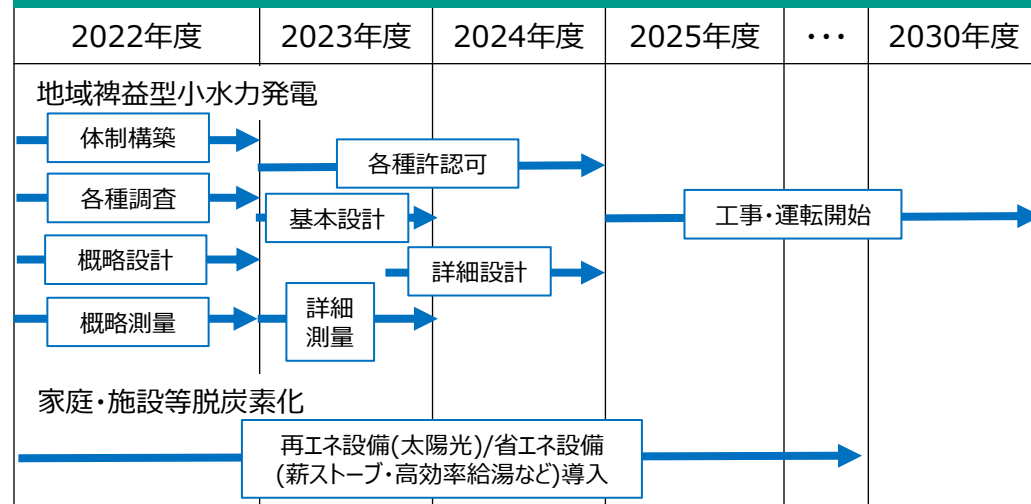 2022年度
2023年度
2024年度
2025年度
・・・
2030年度
地域裨益型小水力発電
体制構築
各種許認可
各種調査
基本設計
工事・運転開始
概略設計
詳細設計
概略測量
詳細
測量
家庭・施設等脱炭素化
再エネ設備(太陽光)/省エネ設備
(薪ストーブ・高効率給湯など)導入